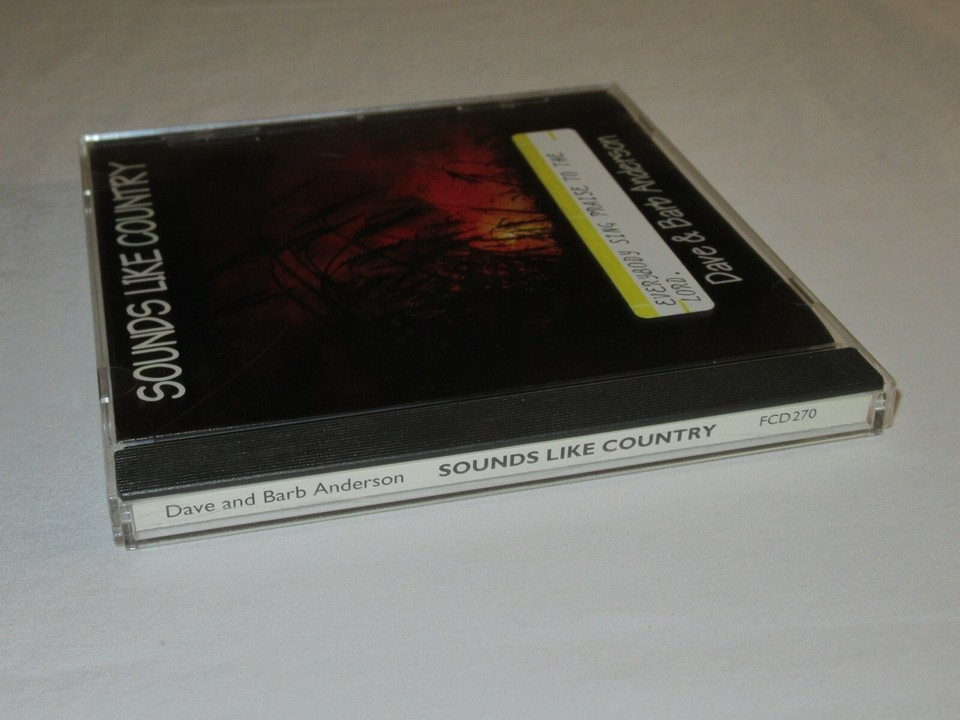 SOUNDS LIKE COUNTRY
EVERYBODY SING PRAISE TO THE
LORD.
Dave & Barb Anderson
Dave and Barb Anderson SOUNDS LIKE COUNTRY FCD270